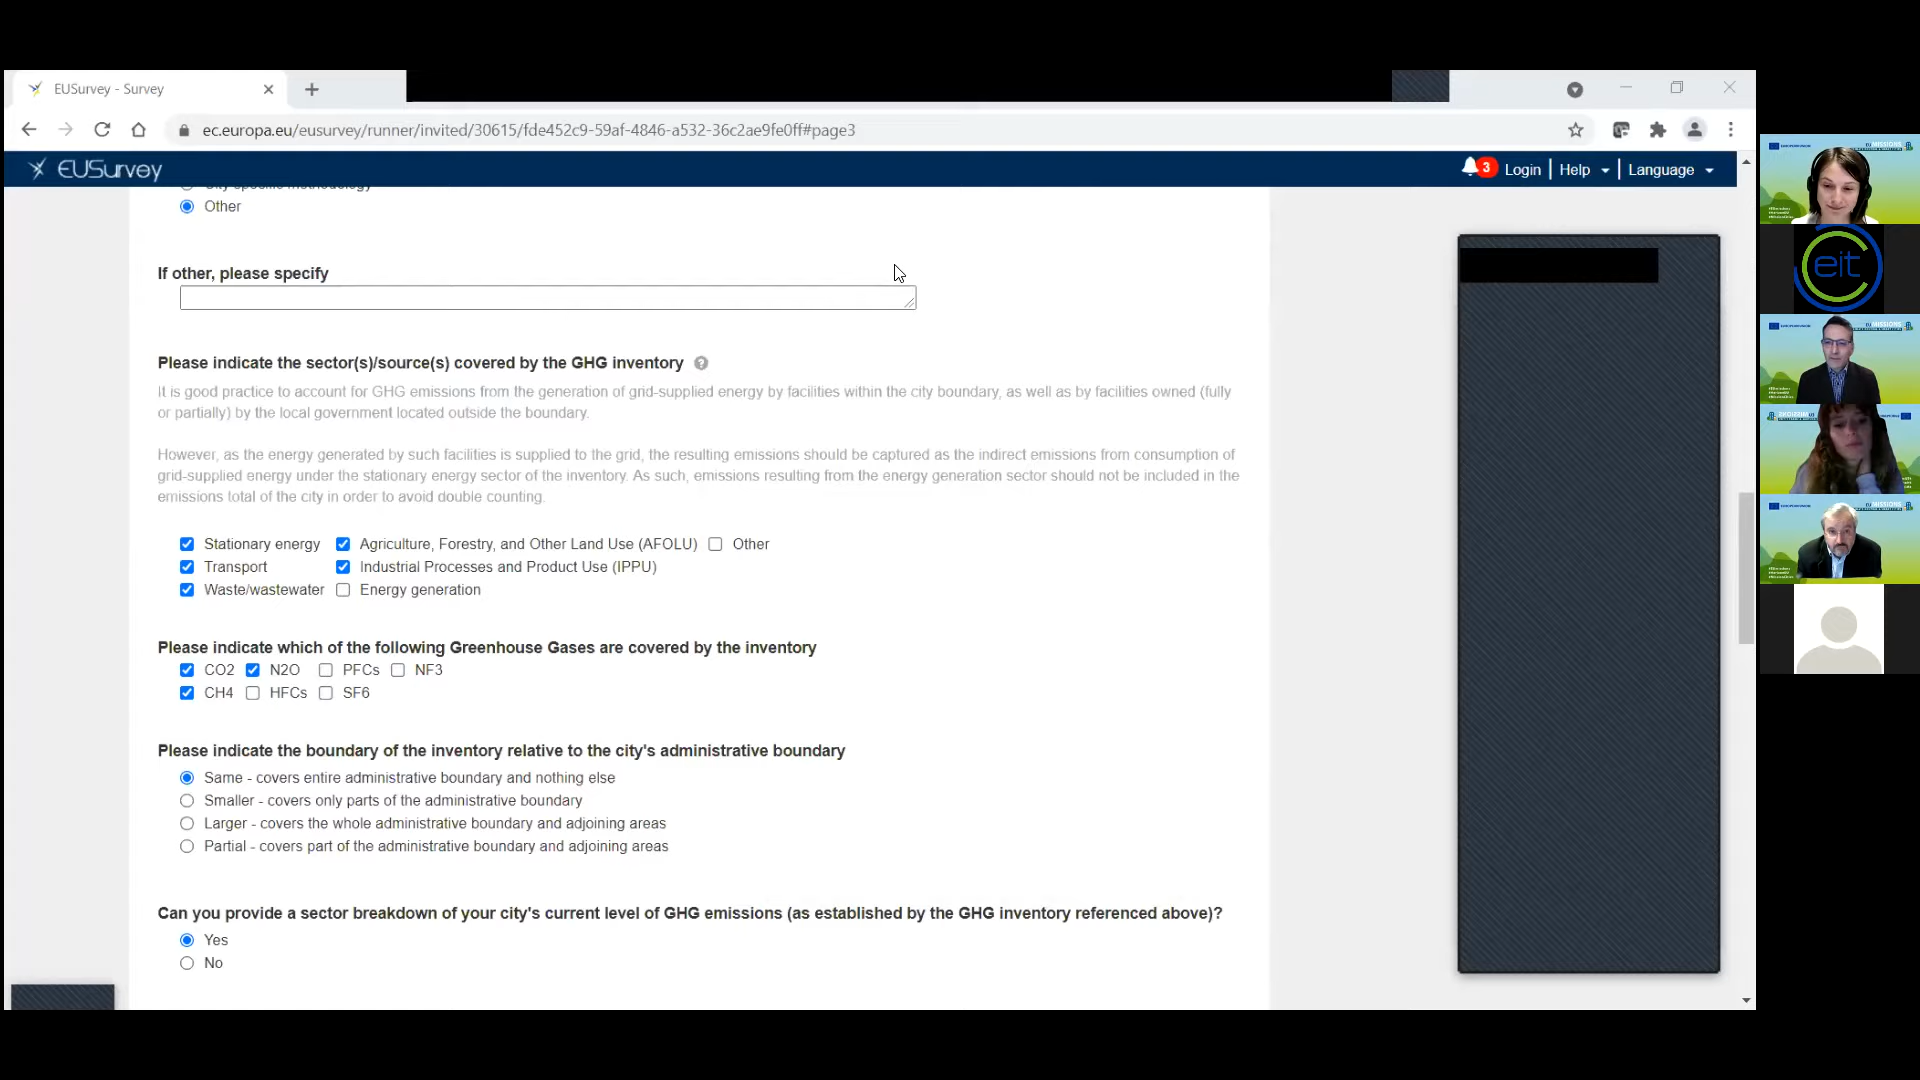 EUSurvey - Survey
ec.europa.eu/eusurvey/runner/invited/30615/fde452c9-59af-4846-a532-36c2ae9fe0ff#page3
EUSurvey
3 Login Help Language
City specific methodology
Other
If other, please specify
Please indicate the sector(s)/source(s) covered by the GHG inventory ?
It is good practice to account for GHG emissions from the generation of grid-supplied energy by facilities within the city boundary, as well as by facilities owned (fully
or partially) by the local government located outside the boundary.
However, as the energy generated by such facilities is supplied to the grid, the resulting emissions should be captured as the indirect emissions from consumption of
grid-supplied energy under the stationary energy sector of the inventory. As such, emissions resulting from the energy generation sector should not be included in the
emissions total of the city in order to avoid double counting.
Stationary energy Agriculture, Forestry, and Other Land Use (AFOLU) Other
Transport Industrial Processes and Product Use (IPPU)
Waste/wastewater Energy generation
Please indicate which of the following Greenhouse Gases are covered by the inventory
CO2 N2O PFCs NF3
CH4 HFCs SF6
Please indicate the boundary of the inventory relative to the city's administrative boundary
Same - covers entire administrative boundary and nothing else
Smaller - covers only parts of the administrative boundary
Larger - covers the whole administrative boundary and adjoining areas
Partial - covers part of the administrative boundary and adjoining areas
Can you provide a sector breakdown of your city's current level of GHG emissions (as established by the GHG inventory referenced above)?
Yes
No
eit